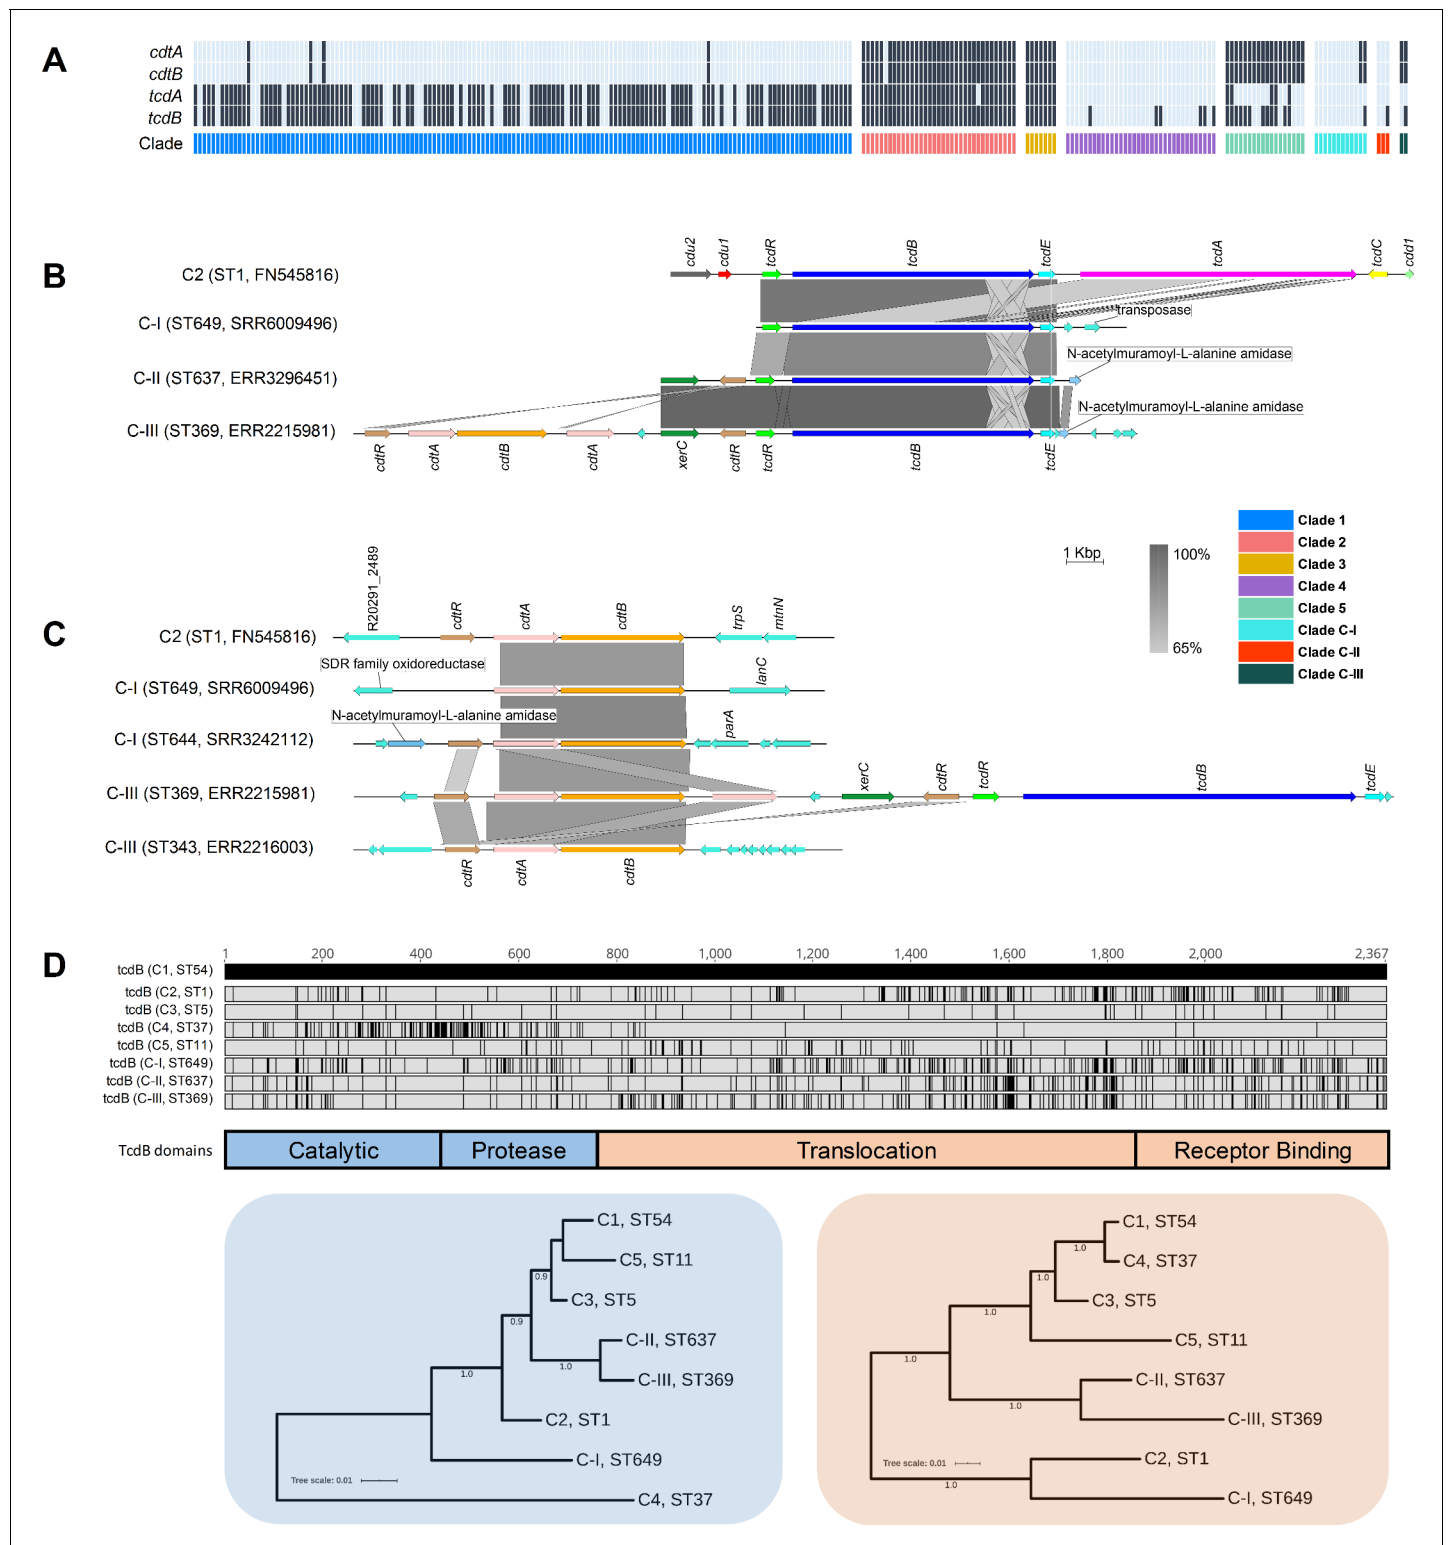 A
cdtA
cdtB
tcdA
tcdB
Clade
B
cdu2
cdu1
tcdR
tcdB
tcdE
tcdA
tcdC
cdd1
C2 (ST1, FN545816)
C-I (ST649, SRR6009496)
transposase
C-II (ST637, ERR3296451)
N-acetylmuramoyl-L-alanine amidase
C-III (ST369, ERR2215981)
N-acetylmuramoyl-L-alanine amidase
cdtR
cdtA
cdtB
cdtA
xerC
cdtR
tcdR
tcdB
tcdE
1 Kbp
100%
65%
Clade 1
Clade 2
Clade 3
Clade 4
Clade 5
Clade C-I
Clade C-II
Clade C-III
C
R20291_2489
cdtR
cdtA
cdtB
trpS
mtnN
C2 (ST1, FN545816)
SDR family oxidoreductase
lanC
C-I (ST649, SRR6009496)
N-acetylmuramoyl-L-alanine amidase
parA
C-I (ST644, SRR3242112)
xerC
cdtR
tcdR
tcdB
tcdE
C-III (ST369, ERR2215981)
C-III (ST343, ERR2216003)
cdtR
cdtA
cdtB
D
1 200 400 600 800 1,000 1,200 1,400 1,600 1,800 2,000 2,367
tcdB (C1, ST54)
tcdB (C2, ST1)
tcdB (C3, ST5)
tcdB (C4, ST37)
tcdB (C5, ST11)
tcdB (C-I, ST649)
tcdB (C-II, ST637)
tcdB (C-III, ST369)
TcdB domains Catalytic Protease Translocation Receptor Binding
C1, ST54
C5, ST11
0.9
C3, ST5
0.9
C-II, ST637
1.0
1.0
C-III, ST369
C2, ST1
C-I, ST649
Tree scale: 0.01
C4, ST37
C1, ST54
1.0
C4, ST37
1.0
C3, ST5
1.0
C5, ST11
1.0
C-II, ST637
1.0
C-III, ST369
C2, ST1
Tree scale: 0.01
1.0
C-I, ST649